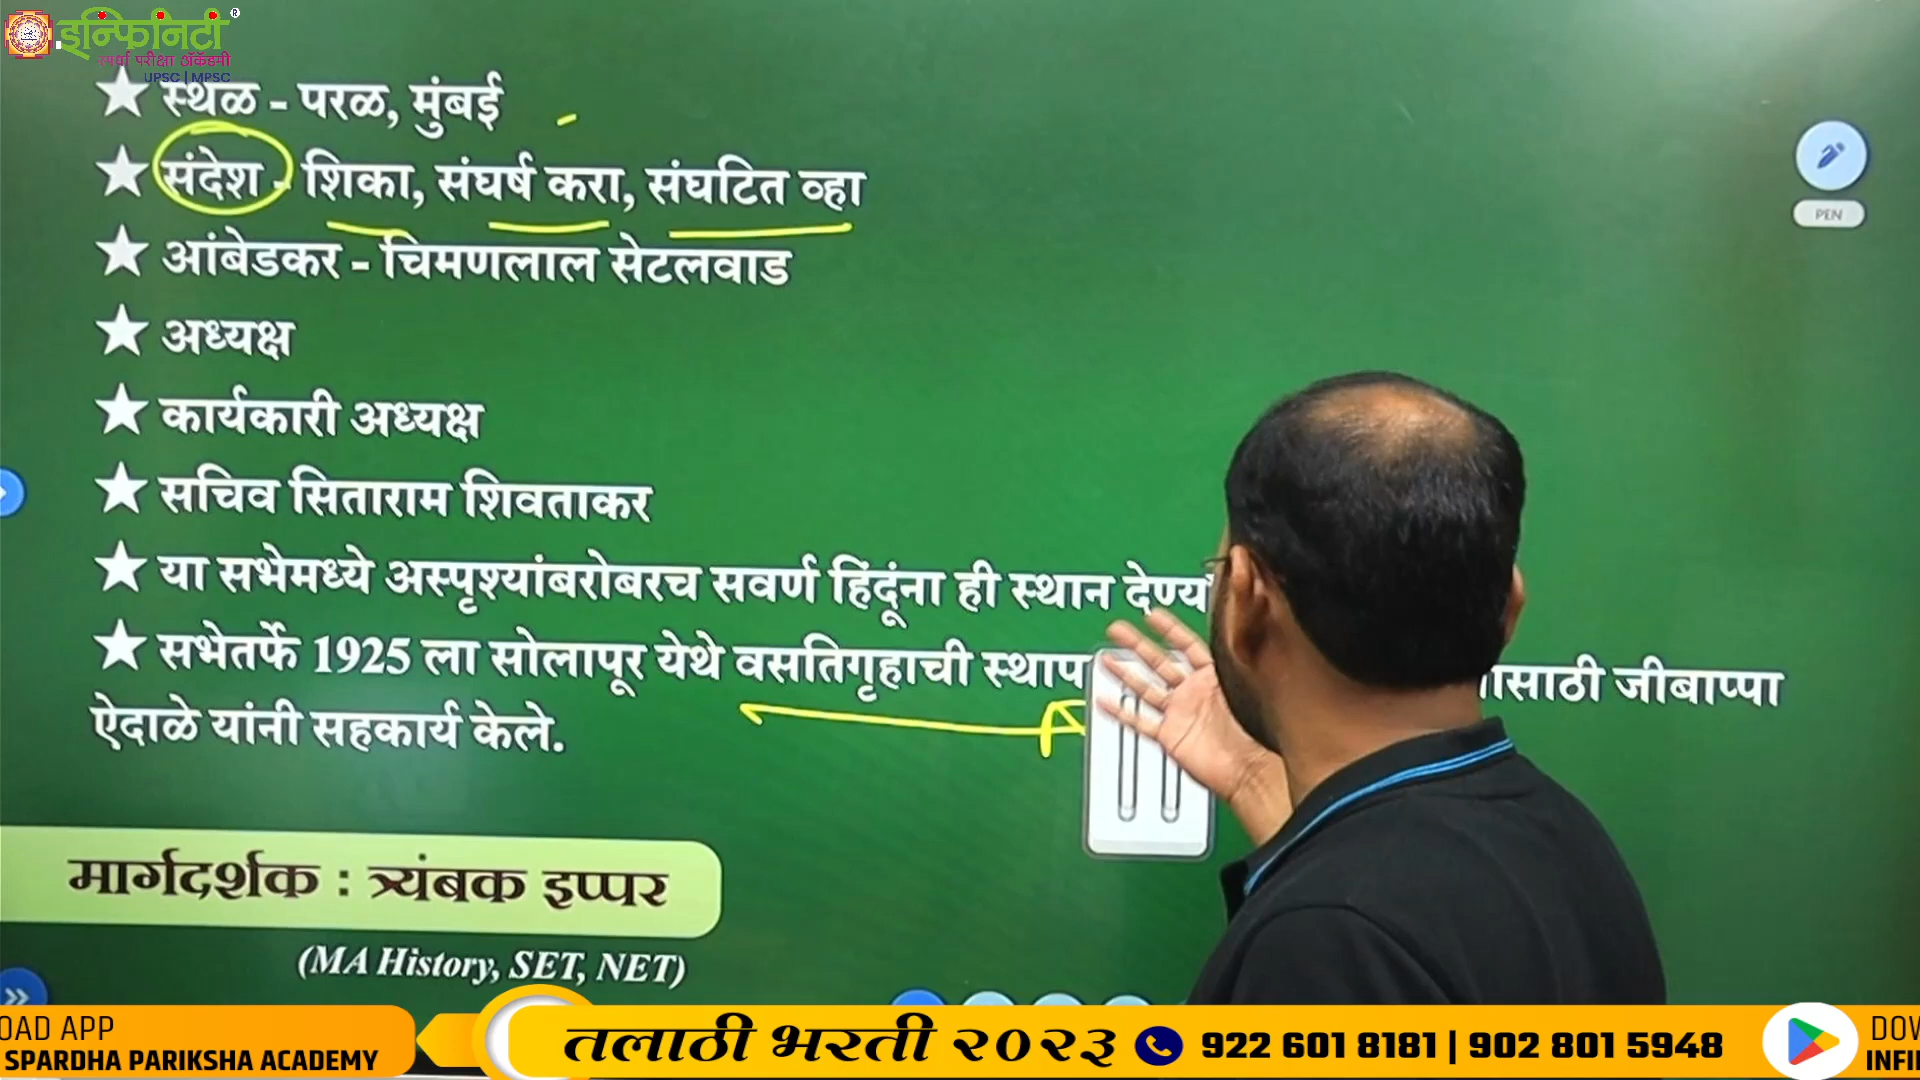 इन्फिनिटी ®
स्पर्धा परीक्षा अ‍ॅकॅडमी
UPSC | MPSC
★ स्थळ - परळ, मुंबई
★ संदेश - शिका, संघर्ष करा, संघटित व्हा
★ आंबेडकर - चिमणलाल सेटलवाड
★ अध्यक्ष
★ कार्यकारी अध्यक्ष
★ सचिव सिताराम शिवताकर
★ या सभेमध्ये अस्पृश्यांबरोबरच सवर्ण हिंदूंना ही स्थान
★ सभेतर्फे 1925 ला सोलापूर येथे वसतिगृहाची जीबाप्पा
ऐदाळे यांनी सहकार्य केले.
PEN
मार्गदर्शक : त्र्यंबक इप्पर
(MA History, SET, NET)
OAD APP
SPARDHA PARIKSHA ACADEMY
तलाठी भरती २०२३
922 601 8181 | 902 801 5948
DOW
INFI